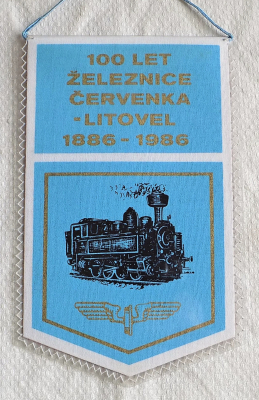 100 LET
ŽELEZNICE
ČERVENKA
-LITOVEL
1886-1986